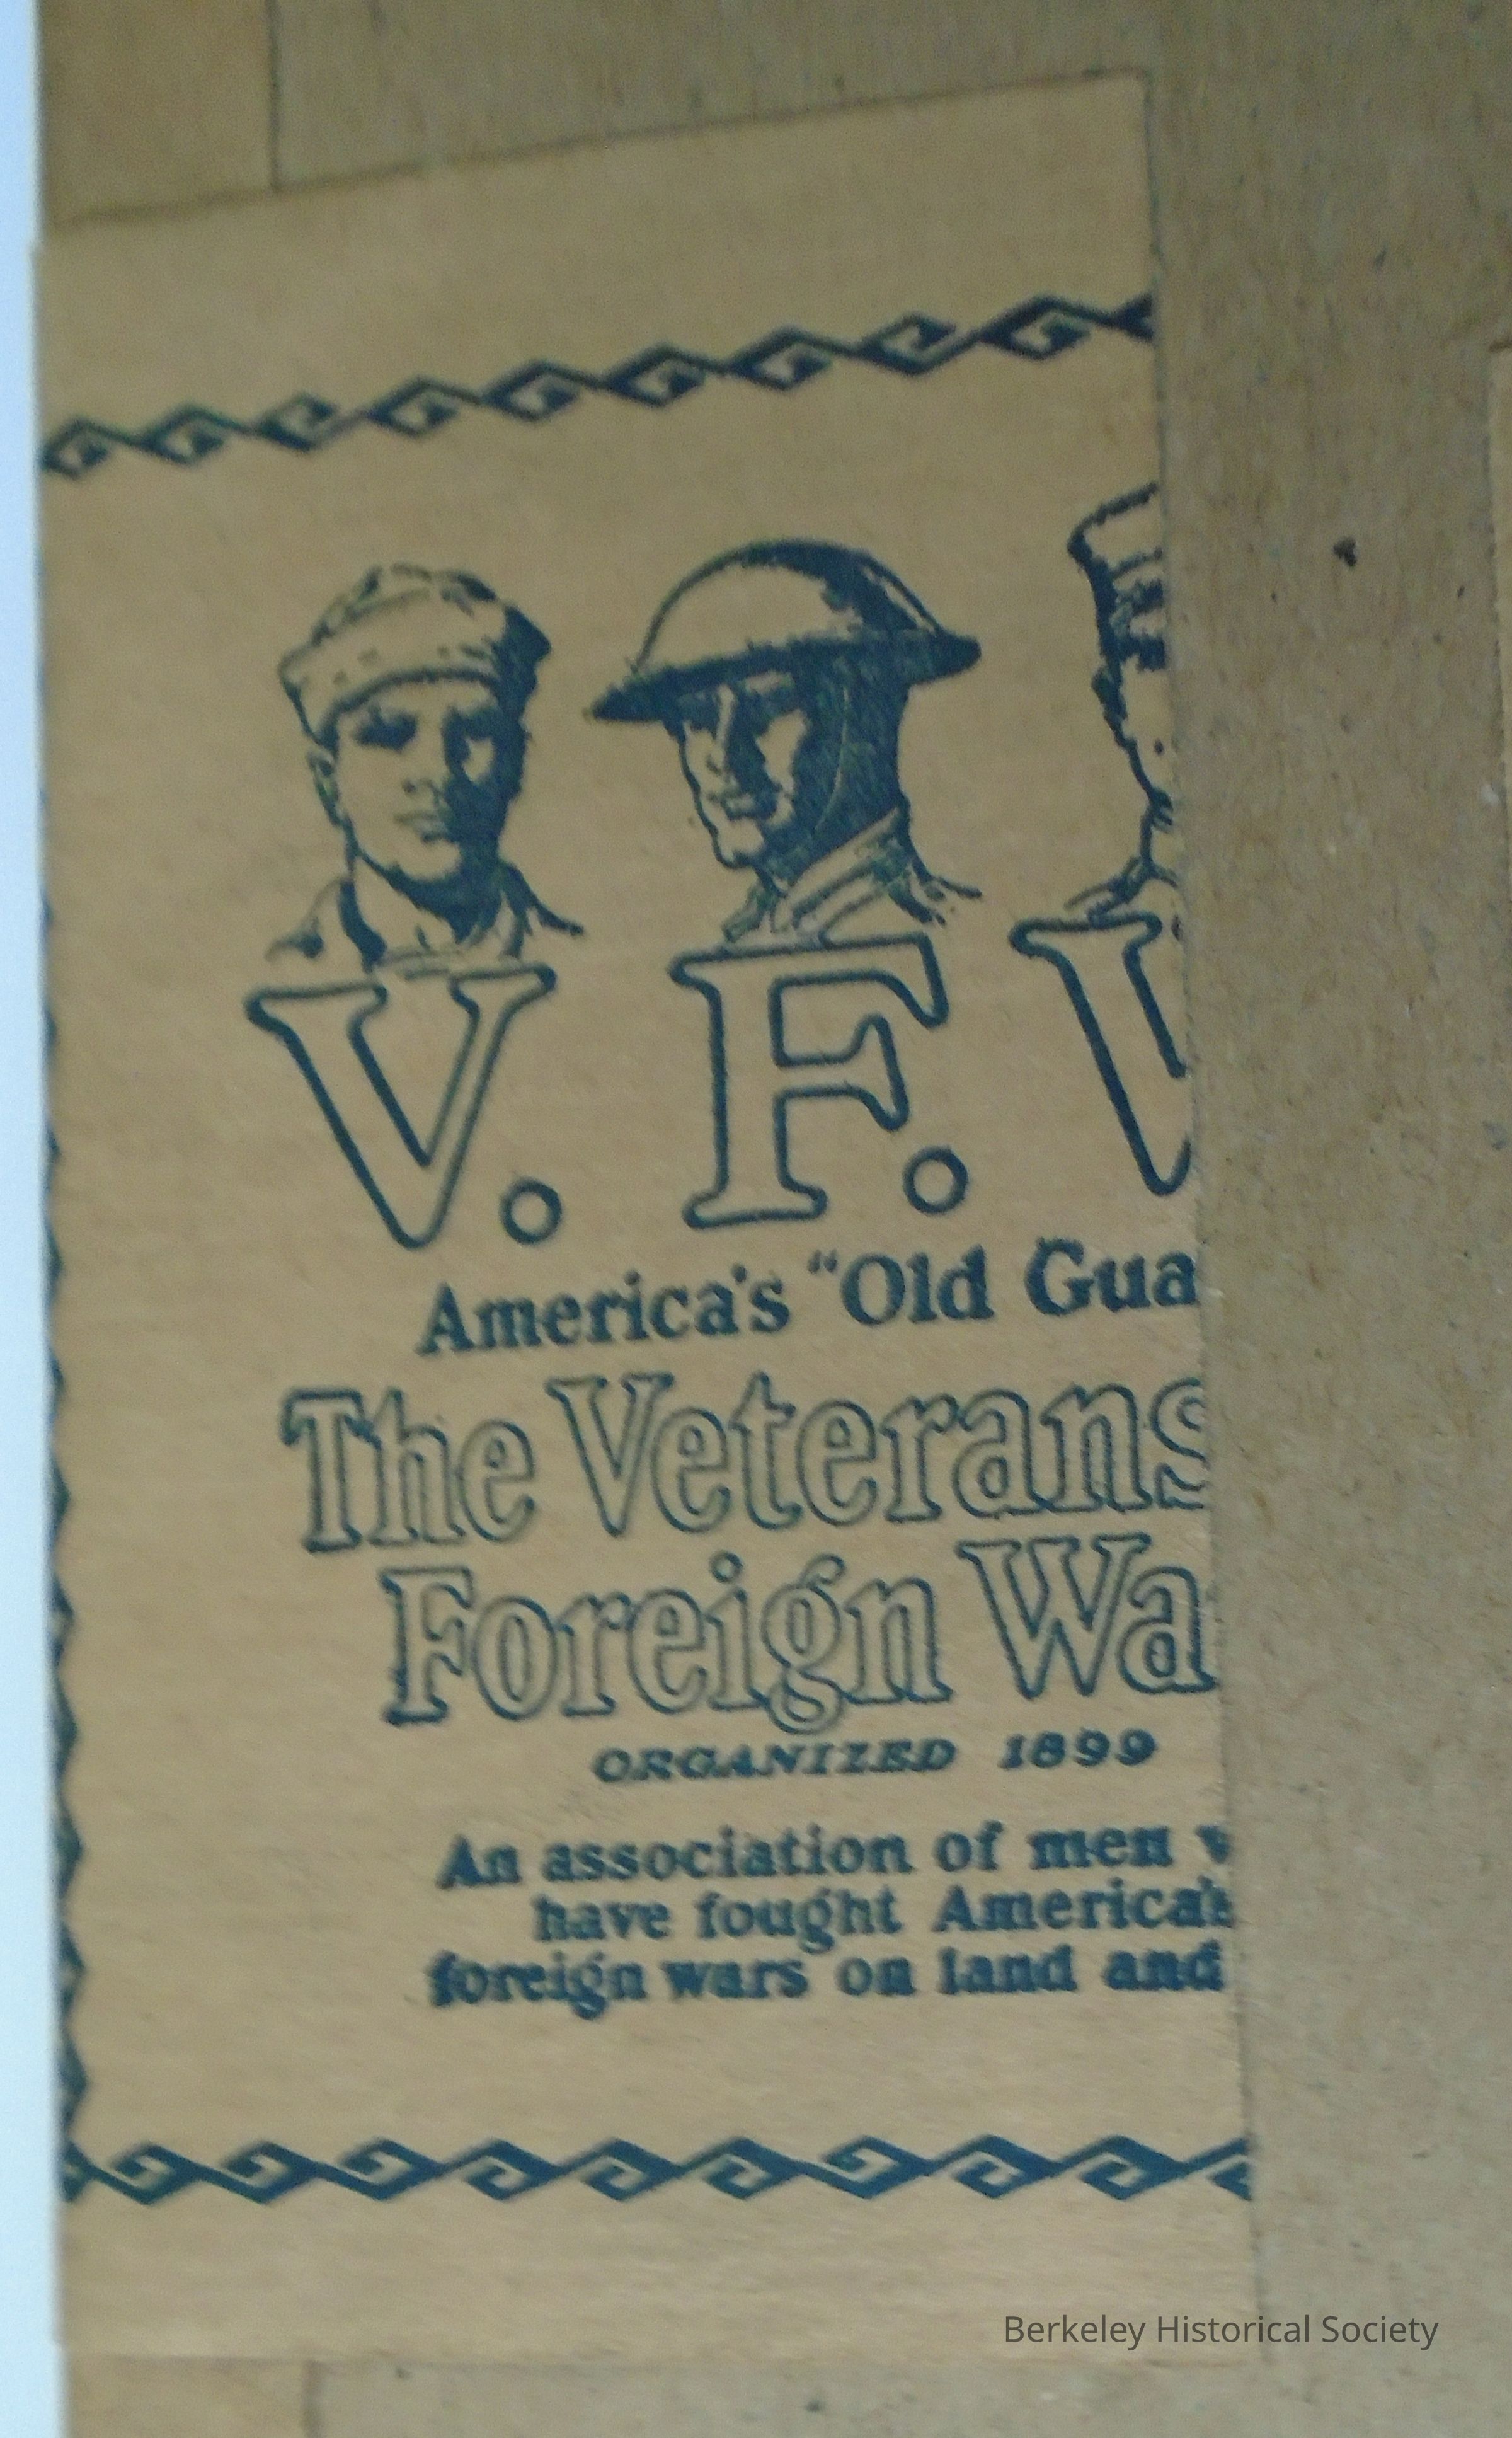 V. F.
America's "Old Gua
The Veterans
Foreign Wa
ORGANIZED 1899
An association of men
have fought America's
foreign wars on land and
Berkeley Historical Society